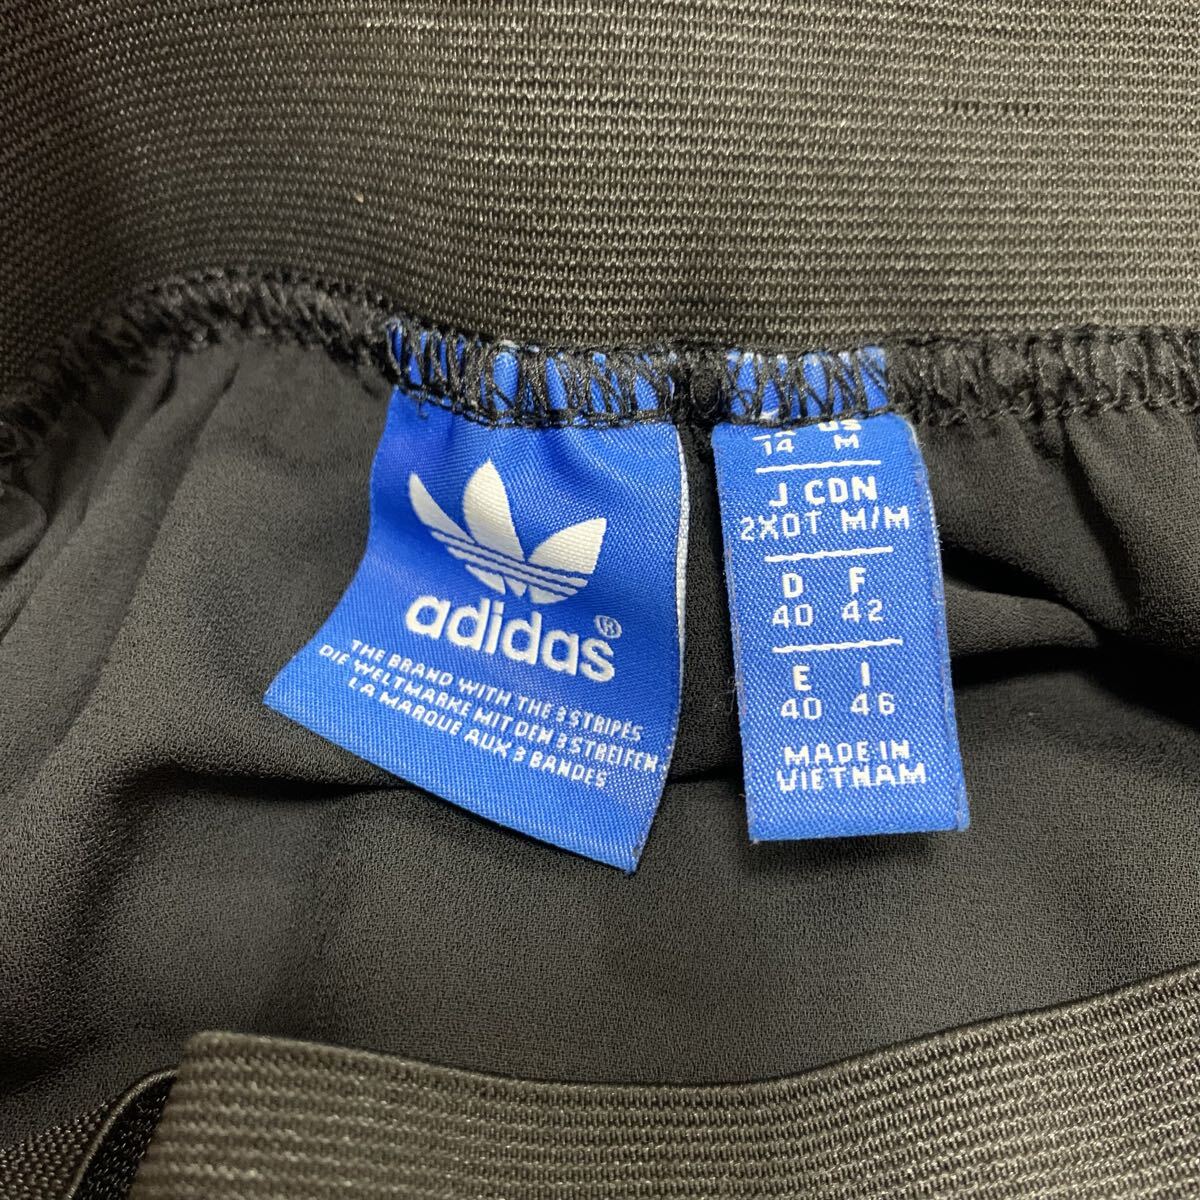 adidas®
THE BRAND WITH THE 3 STRIPES
DIE WELTMARKE MIT DEN 3 STREIFEN
LA MARQUE AUX 3 BANDES
US
14 M
J CDN
2XOT M/M
D F
40 42
E I
40 46
MADE IN
VIETNAM